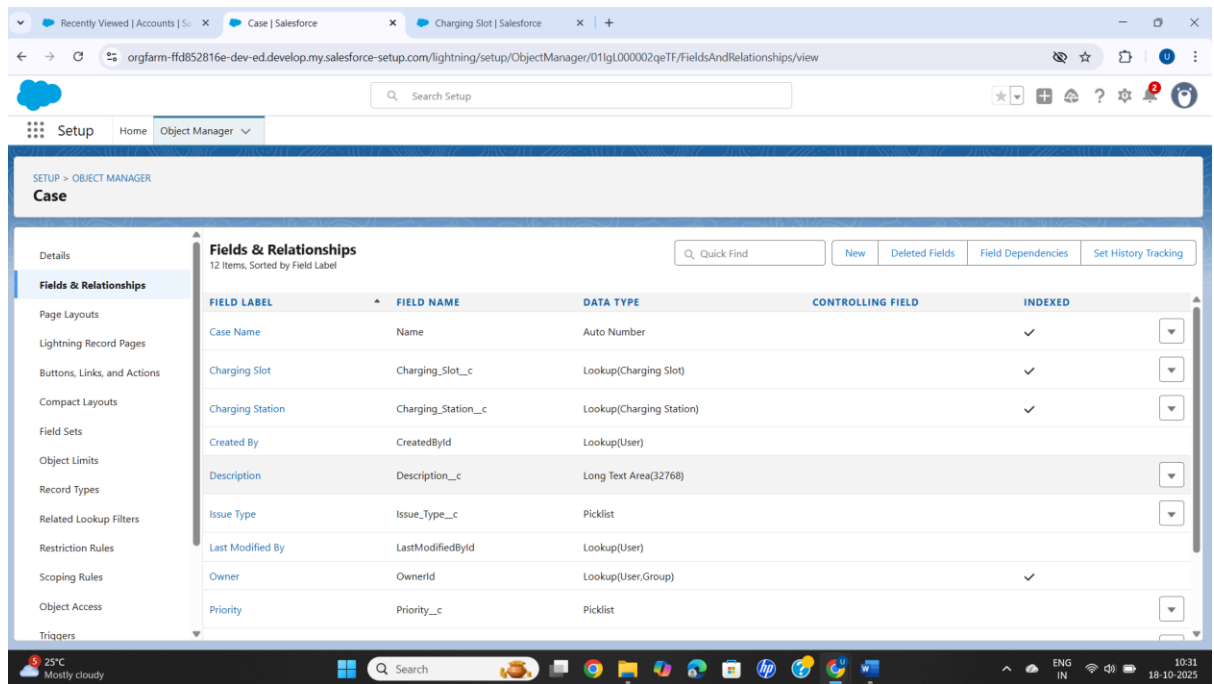 Recently Viewed | Accounts | Sa
Case | Salesforce
Charging Slot | Salesforce
orgfarm-ffd852816e-dev-ed.develop.my.salesforce-setup.com/lightning/setup/ObjectManager/01IgL000002qeTF/FieldsAndRelationships/view
U
Search Setup
2
Setup
Home
Object Manager
SETUP > OBJECT MANAGER
Case
Details
Fields & Relationships
Page Layouts
Lightning Record Pages
Buttons, Links, and Actions
Compact Layouts
Field Sets
Object Limits
Record Types
Related Lookup Filters
Restriction Rules
Scoping Rules
Object Access
Triggers
Fields & Relationships
12 Items, Sorted by Field Label
Quick Find
New
Deleted Fields
Field Dependencies
Set History Tracking
FIELD LABEL FIELD NAME DATA TYPE CONTROLLING FIELD INDEXED
Case Name Name Auto Number
Charging Slot Charging_Slot__c Lookup(Charging Slot)
Charging Station Charging_Station__c Lookup(Charging Station)
Created By CreatedById Lookup(User)
Description Description__c Long Text Area(32768)
Issue Type Issue_Type__c Picklist
Last Modified By LastModifiedById Lookup(User)
Owner OwnerId Lookup(User,Group)
Priority Priority__c Picklist
5
25°C
Mostly cloudy
Search
ENG
IN
10:31
18-10-2025